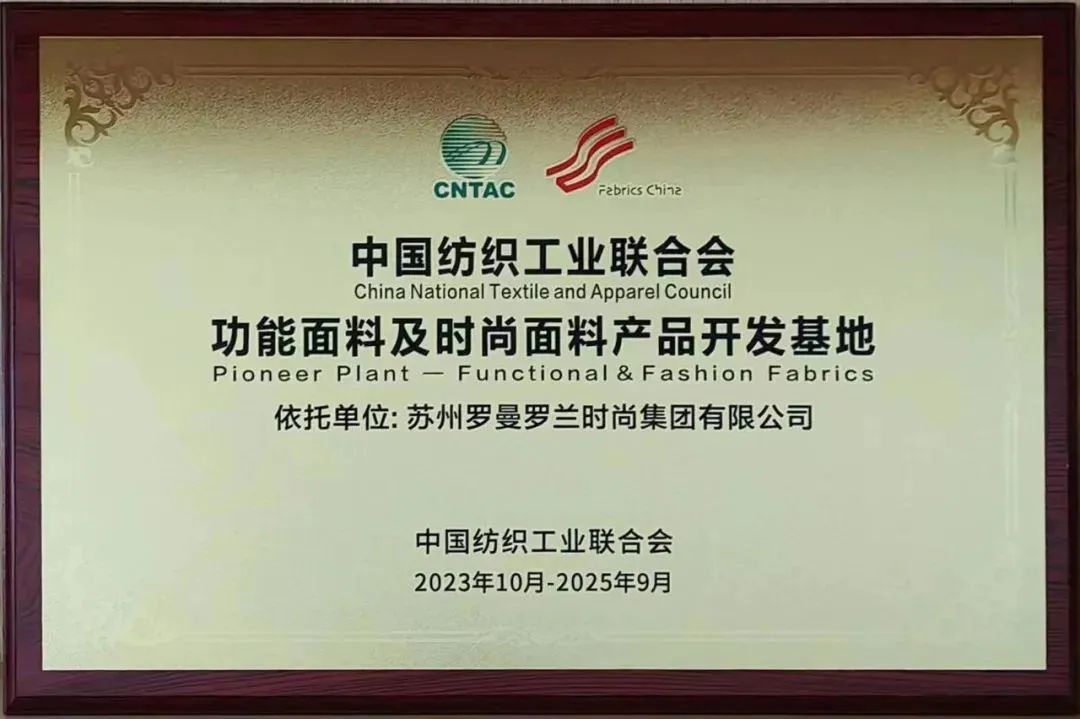 CNTAC
Fabrics China
中国纺织工业联合会
China National Textile and Apparel Council
功能面料及时尚面料产品开发基地
Pioneer Plant — Functional & Fashion Fabrics
依托单位: 苏州罗曼罗兰时尚集团有限公司
中国纺织工业联合会
2023年10月-2025年9月